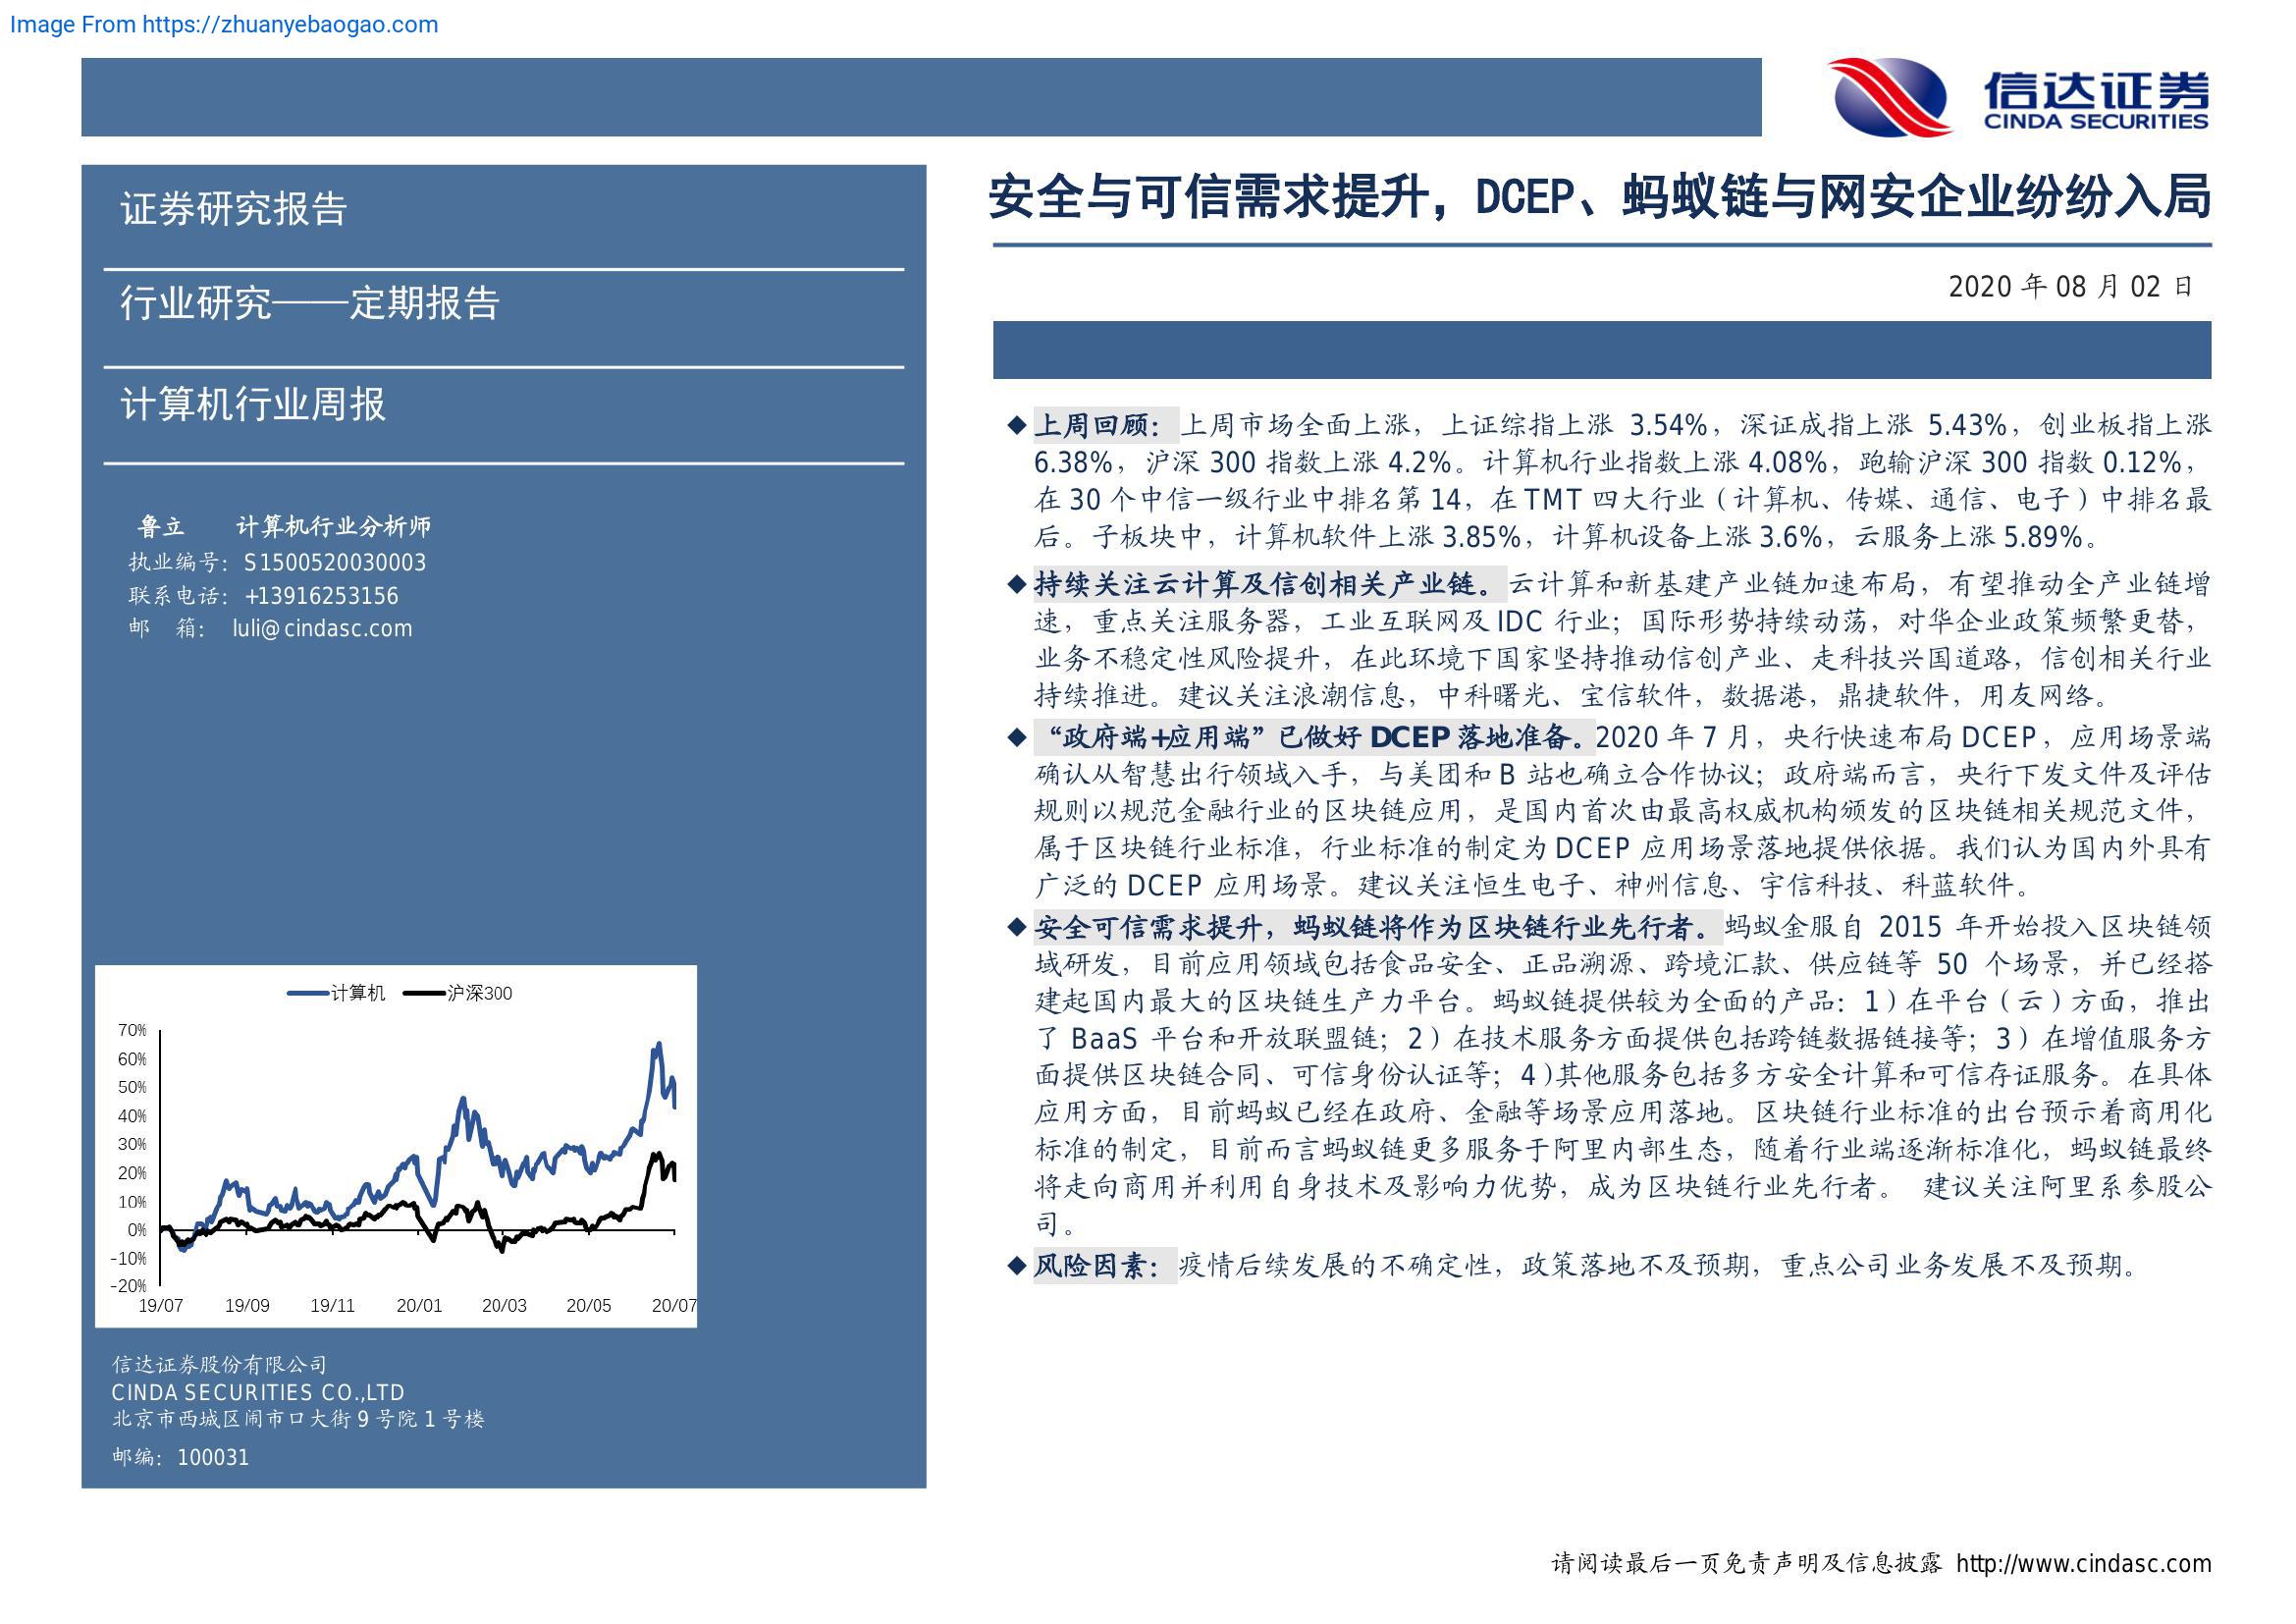 Image From https://zhuanyebaogao.com
信达证券
CINDA SECURITIES
证券研究报告
行业研究——定期报告
计算机行业周报
鲁立 计算机行业分析师
执业编号：S1500520030003
联系电话：+13916253156
邮 箱： luli@cindasc.com
计算机 沪深300
70%
60%
50%
40%
30%
20%
10%
0%
-10%
-20%
19/07 19/09 19/11 20/01 20/03 20/05 20/07
信达证券股份有限公司
CINDA SECURITIES CO.,LTD
北京市西城区闹市口大街 9 号院 1 号楼
邮编：100031
安全与可信需求提升，DCEP、蚂蚁链与网安企业纷纷入局
2020 年 08 月 02 日
◆ 上周回顾：上周市场全面上涨，上证综指上涨 3.54%，深证成指上涨 5.43%，创业板指上涨
6.38%，沪深 300 指数上涨 4.2%。计算机行业指数上涨 4.08%，跑输沪深 300 指数 0.12%，
在 30 个中信一级行业中排名第 14，在 TMT 四大行业（计算机、传媒、通信、电子）中排名最
后。子板块中，计算机软件上涨 3.85%，计算机设备上涨 3.6%，云服务上涨 5.89%。
◆ 持续关注云计算及信创相关产业链。云计算和新基建产业链加速布局，有望推动全产业链增
速，重点关注服务器，工业互联网及 IDC 行业；国际形势持续动荡，对华企业政策频繁更替，
业务不稳定性风险提升，在此环境下国家坚持推动信创产业、走科技兴国道路，信创相关行业
持续推进。建议关注浪潮信息，中科曙光、宝信软件，数据港，鼎捷软件，用友网络。
◆ “政府端+应用端”已做好 DCEP 落地准备。2020 年 7 月，央行快速布局 DCEP，应用场景端
确认从智慧出行领域入手，与美团和 B 站也确立合作协议；政府端而言，央行下发文件及评估
规则以规范金融行业的区块链应用，是国内首次由最高权威机构颁发的区块链相关规范文件，
属于区块链行业标准，行业标准的制定为 DCEP 应用场景落地提供依据。我们认为国内外具有
广泛的 DCEP 应用场景。建议关注恒生电子、神州信息、宇信科技、科蓝软件。
◆ 安全可信需求提升，蚂蚁链将作为区块链行业先行者。蚂蚁金服自 2015 年开始投入区块链领
域研发，目前应用领域包括食品安全、正品溯源、跨境汇款、供应链等 50 个场景，并已经搭
建起国内最大的区块链生产力平台。蚂蚁链提供较为全面的产品：1）在平台（云）方面，推出
了 BaaS 平台和开放联盟链；2）在技术服务方面提供包括跨链数据链接等；3）在增值服务方
面提供区块链合同、可信身份认证等；4)其他服务包括多方安全计算和可信存证服务。在具体
应用方面，目前蚂蚁已经在政府、金融等场景应用落地。区块链行业标准的出台预示着商用化
标准的制定，目前而言蚂蚁链更多服务于阿里内部生态，随着行业端逐渐标准化，蚂蚁链最终
将走向商用并利用自身技术及影响力优势，成为区块链行业先行者。 建议关注阿里系参股公
司。
◆ 风险因素：疫情后续发展的不确定性，政策落地不及预期，重点公司业务发展不及预期。
请阅读最后一页免责声明及信息披露 http://www.cindasc.com